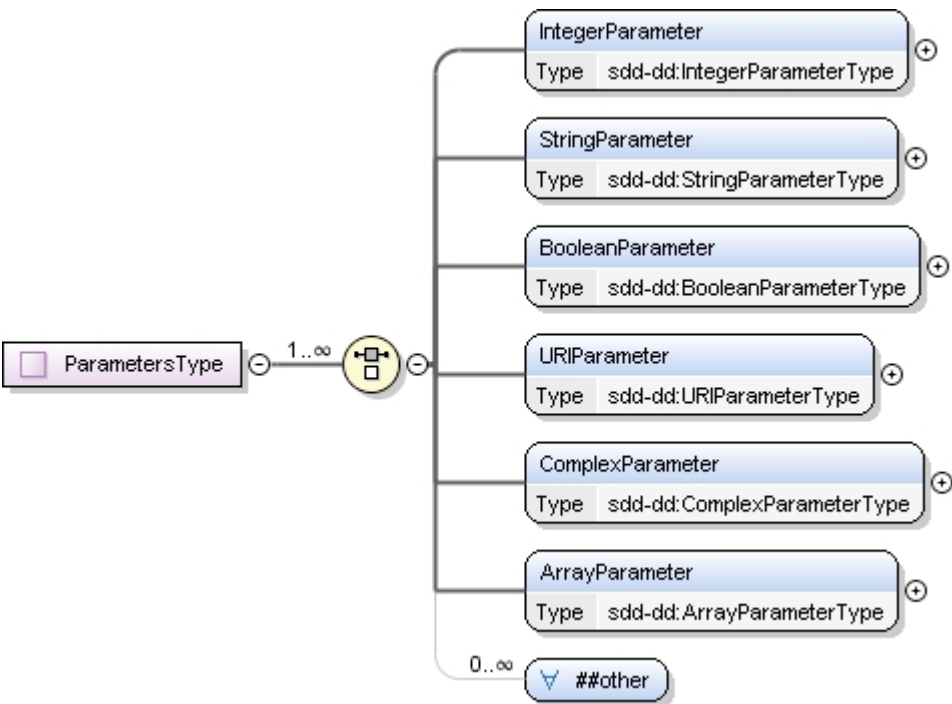 IntegerParameter
Type sdd-dd:IntegerParameterType
StringParameter
Type sdd-dd:StringParameterType
BooleanParameter
Type sdd-dd:BooleanParameterType
ParametersType
1..∞
URIParameter
Type sdd-dd:URIParameterType
ComplexParameter
Type sdd-dd:ComplexParameterType
ArrayParameter
Type sdd-dd:ArrayParameterType
0..∞
∀ ##other